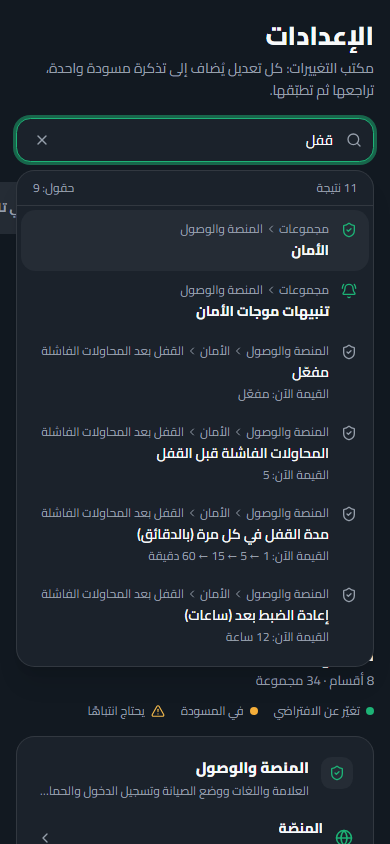 الإعدادات
مكتب التغييرات: كل تعديل يُضاف إلى تذكرة مسودة واحدة،
تراجعها ثم تطبّقها.
قفل
11 نتيجة
حقول: 9
مجموعات › المنصة والوصول
الأمان
مجموعات › المنصة والوصول
تنبيهات موجات الأمان
المنصة والوصول › الأمان › القفل بعد المحاولات الفاشلة
مفعّل
القيمة الآن: مفعّل
المنصة والوصول › الأمان › القفل بعد المحاولات الفاشلة
المحاولات الفاشلة قبل القفل
القيمة الآن: 5
المنصة والوصول › الأمان › القفل بعد المحاولات الفاشلة
مدة القفل في كل مرة (بالدقائق)
القيمة الآن: 1 ← 5 ← 15 ← 60 دقيقة
المنصة والوصول › الأمان › القفل بعد المحاولات الفاشلة
إعادة الضبط بعد (ساعات)
القيمة الآن: 12 ساعة
8 أقسام · 34 مجموعة
تغيّر عن الافتراضي
في المسودة
يحتاج انتباهًا
المنصة والوصول
العلامة واللغات ووضع الصيانة وتسجيل الدخول والحما...
المنصّة